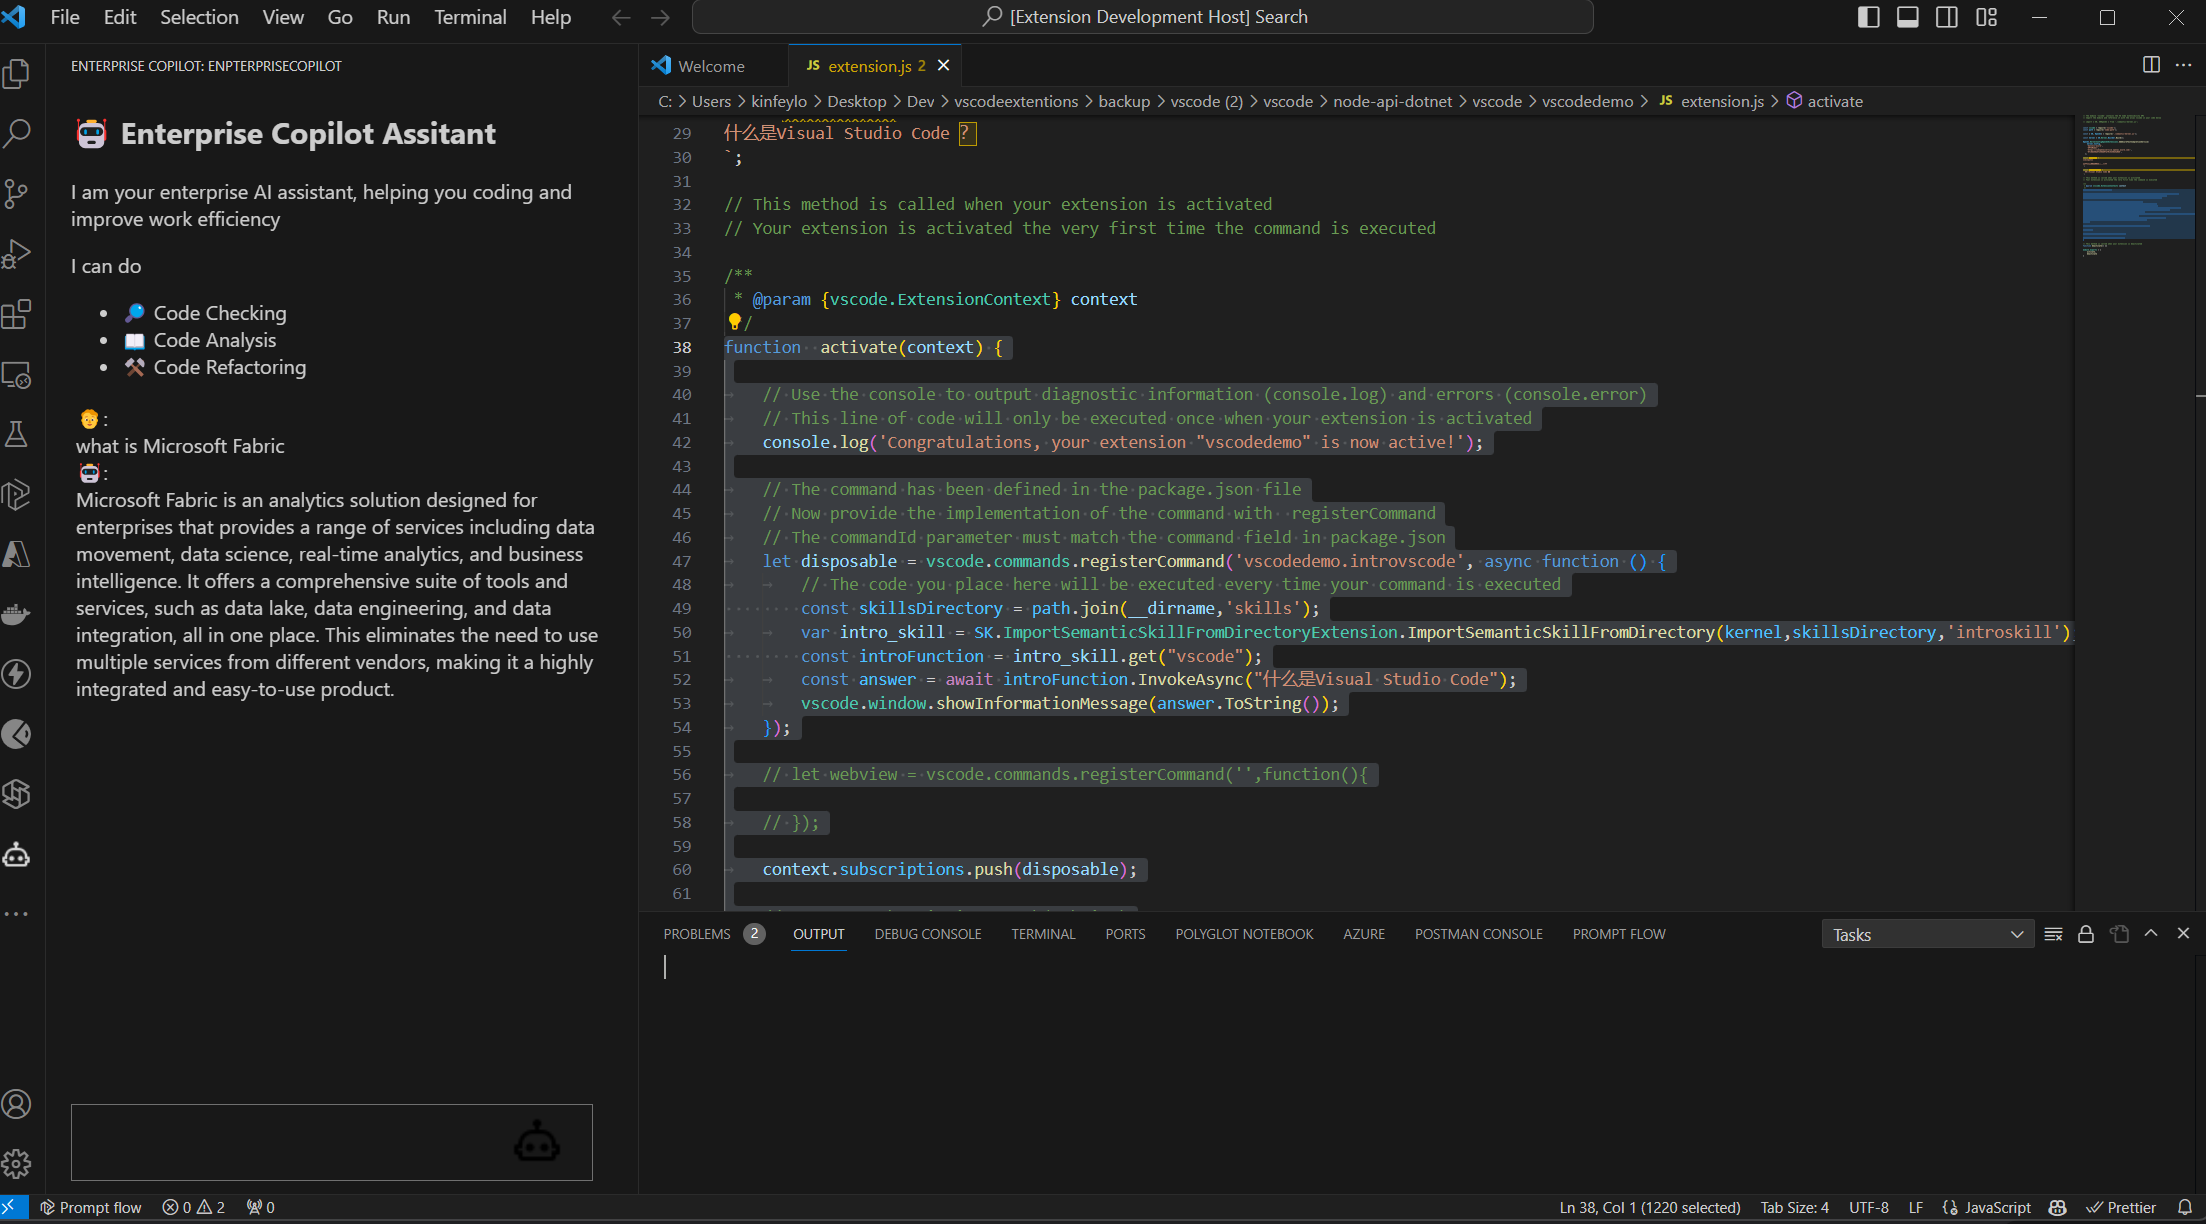 File Edit Selection View Go Run Terminal Help
[Extension Development Host] Search
ENTERPRISE COPILOT: ENPTERPRISECOPILOT
Enterprise Copilot Assitant
I am your enterprise AI assistant, helping you coding and
improve work efficiency
I can do
Code Checking
Code Analysis
Code Refactoring
:
what is Microsoft Fabric
:
Microsoft Fabric is an analytics solution designed for
enterprises that provides a range of services including data
movement, data science, real-time analytics, and business
intelligence. It offers a comprehensive suite of tools and
services, such as data lake, data engineering, and data
integration, all in one place. This eliminates the need to use
multiple services from different vendors, making it a highly
integrated and easy-to-use product.
Welcome
JS extension.js 2
C: > Users > kinfeylo > Desktop > Dev > vscodeextentions > backup > vscode (2) > vscode > node-api-dotnet > vscode > vscodedemo > JS extension.js > activate
29 什么是Visual Studio Code ?
30 `;
31
32 // This method is called when your extension is activated
33 // Your extension is activated the very first time the command is executed
34
35 /**
36 * @param {vscode.ExtensionContext} context
37 /
38 function activate(context) {
39
40 // Use the console to output diagnostic information (console.log) and errors (console.error)
41 // This line of code will only be executed once when your extension is activated
42 console.log('Congratulations, your extension "vscodedemo" is now active!');
43
44 // The command has been defined in the package.json file
45 // Now provide the implementation of the command with registerCommand
46 // The commandId parameter must match the command field in package.json
47 let disposable = vscode.commands.registerCommand('vscodedemo.introvscode', async function () {
48 // The code you place here will be executed every time your command is executed
49 const skillsDirectory = path.join(__dirname,'skills');
50 var intro_skill = SK.ImportSemanticSkillFromDirectoryExtension.ImportSemanticSkillFromDirectory(kernel,skillsDirectory,'introskill')
51 const introFunction = intro_skill.get("vscode");
52 const answer = await introFunction.InvokeAsync("什么是Visual Studio Code");
53 vscode.window.showInformationMessage(answer.ToString());
54 });
55
56 // let webview = vscode.commands.registerCommand('',function(){
57
58 // });
59
60 context.subscriptions.push(disposable);
61
PROBLEMS 2 OUTPUT DEBUG CONSOLE TERMINAL PORTS POLYGLOT NOTEBOOK AZURE POSTMAN CONSOLE PROMPT FLOW
Tasks
Prompt flow 0 2 0
Ln 38, Col 1 (1220 selected) Tab Size: 4 UTF-8 LF JavaScript Prettier